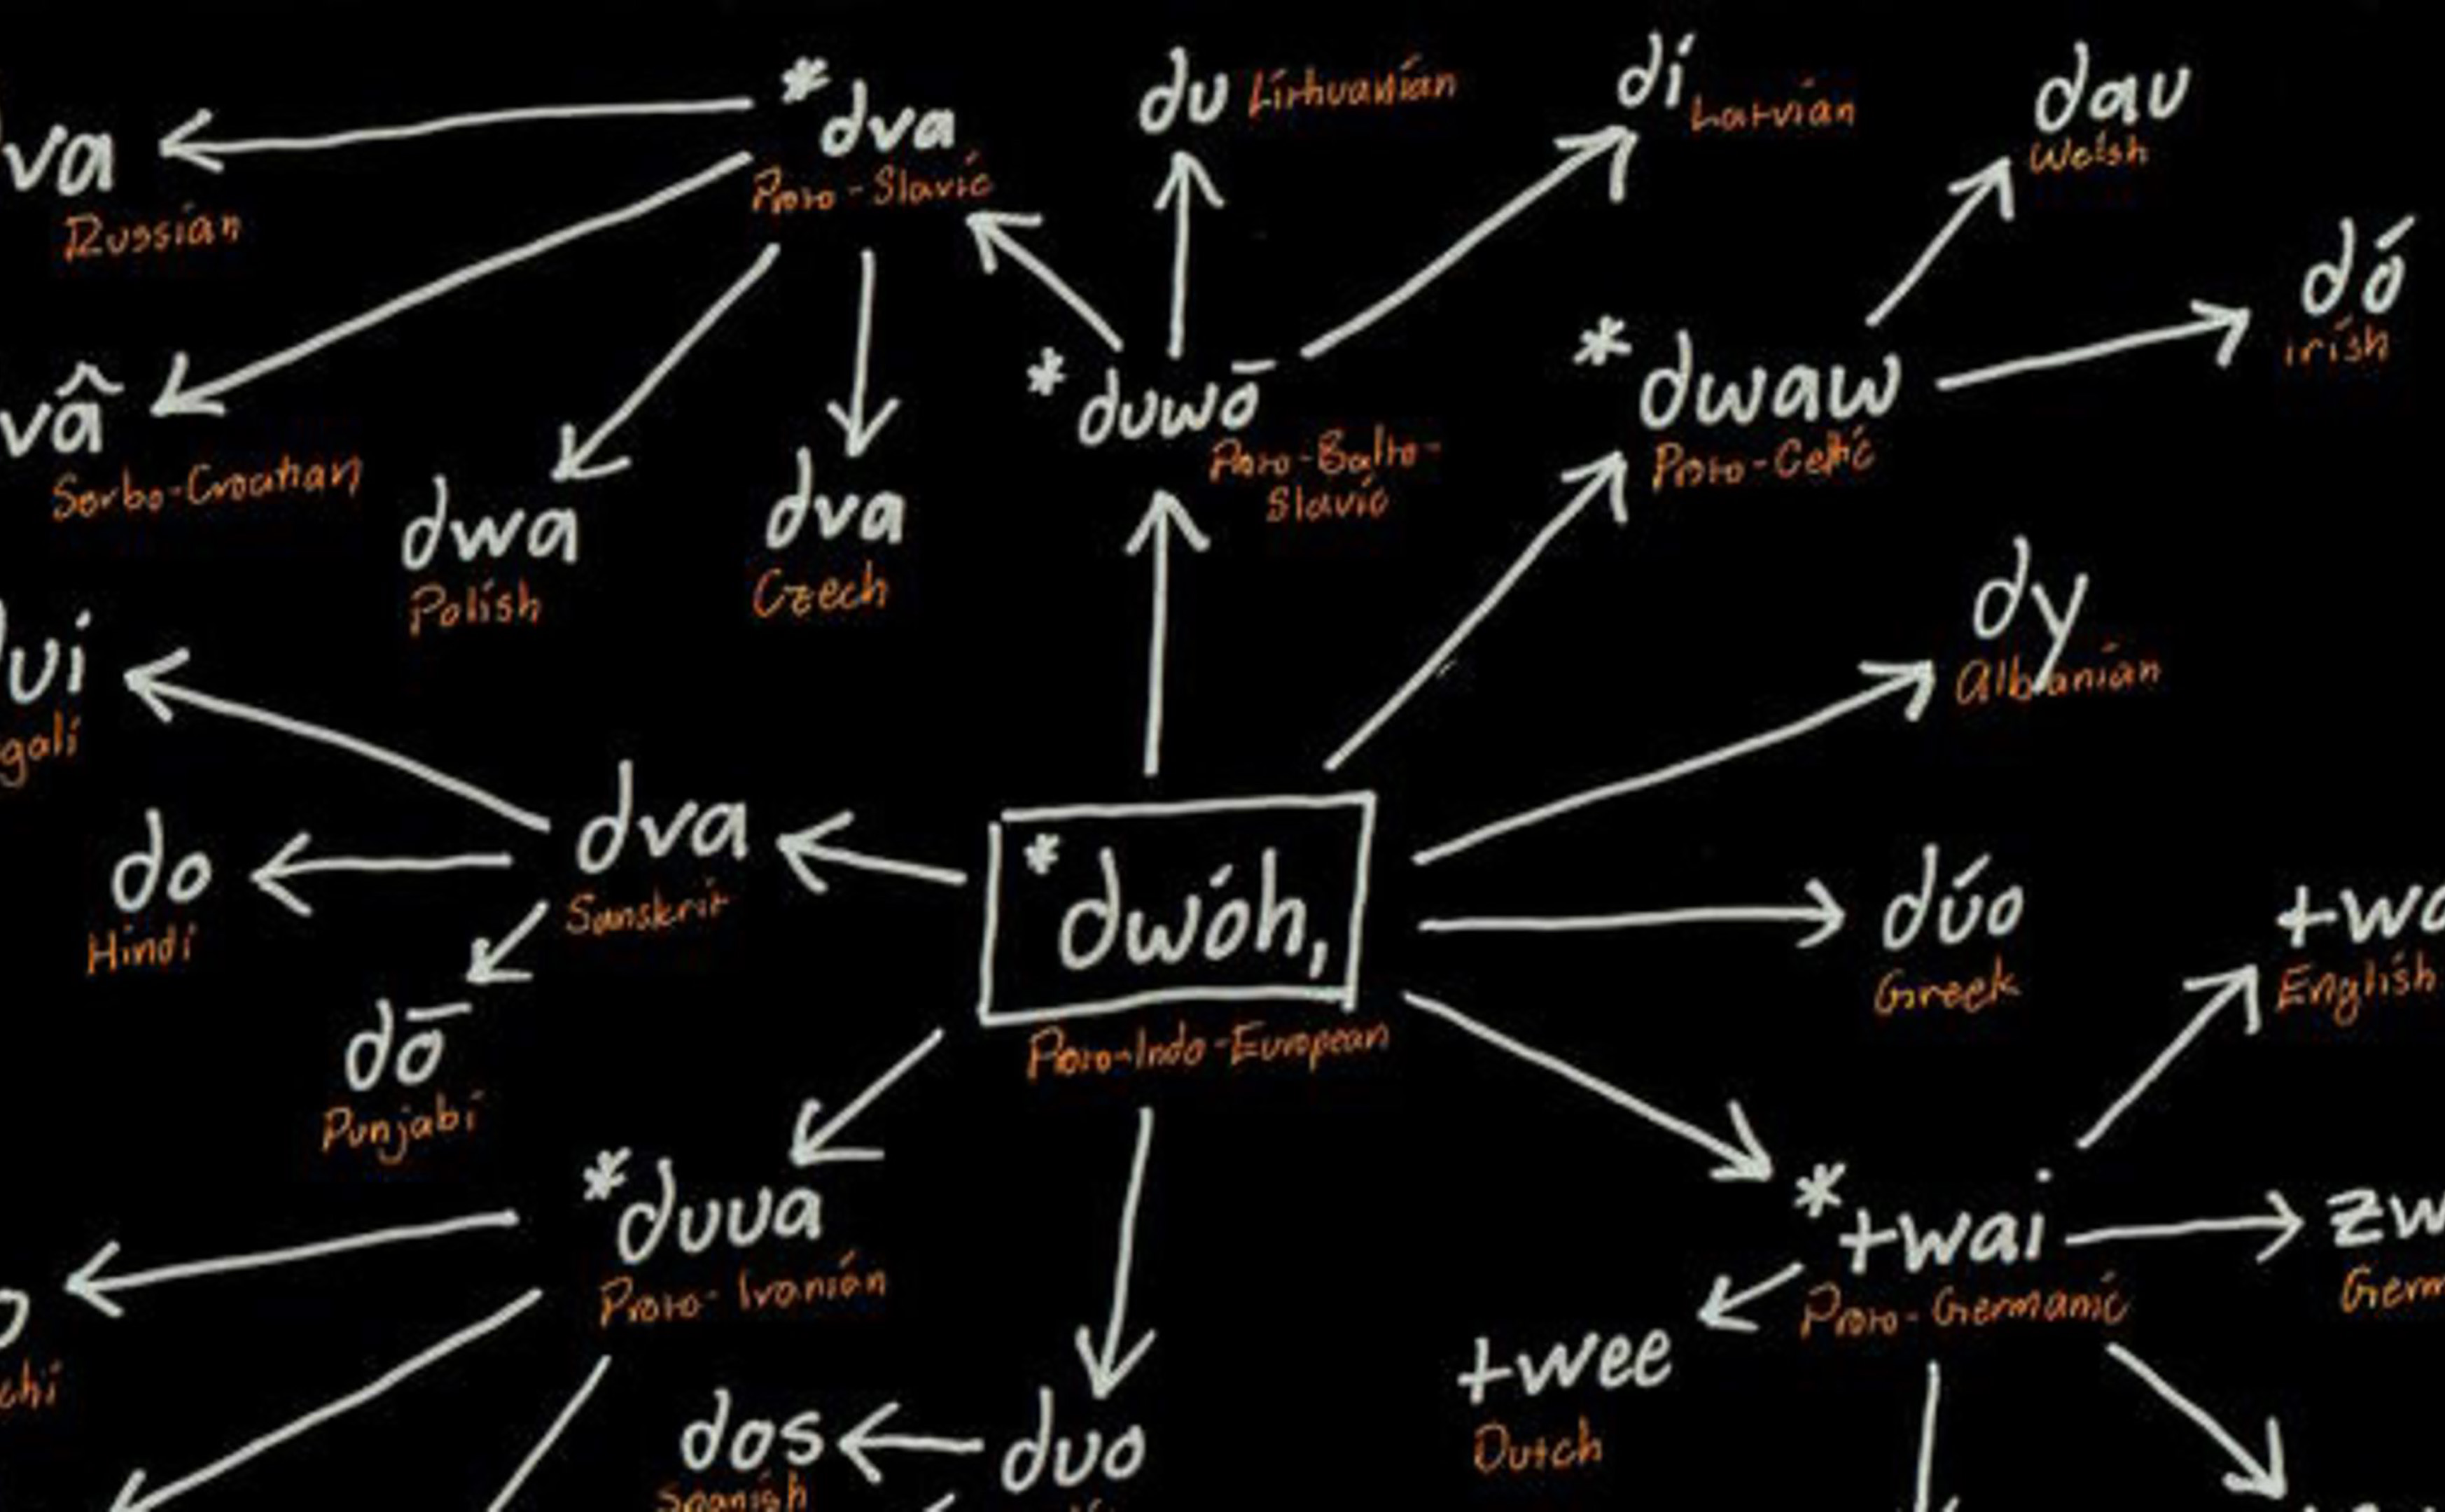 *dva
Proto-Slavic
du Lithuanian
di Latvian
dau
Welsh
va
Russian
dó
irish
*duwō
Proto-Balto-
Slavic
*dwaw
Proto-Celtic
vâ
Serbo-Croatian
dwa
Polish
dva
Czech
dy
Albanian
ui
gali
dva
Sanskrit
do
Hindi
*dwóh,
Proto-Indo-European
dúo
Greek
two
English
dō
Punjabi
*duua
Proto-Iranian
*twai
Proto-Germanic
zw
Germ
chi
twee
Dutch
dos
Spanish
duo